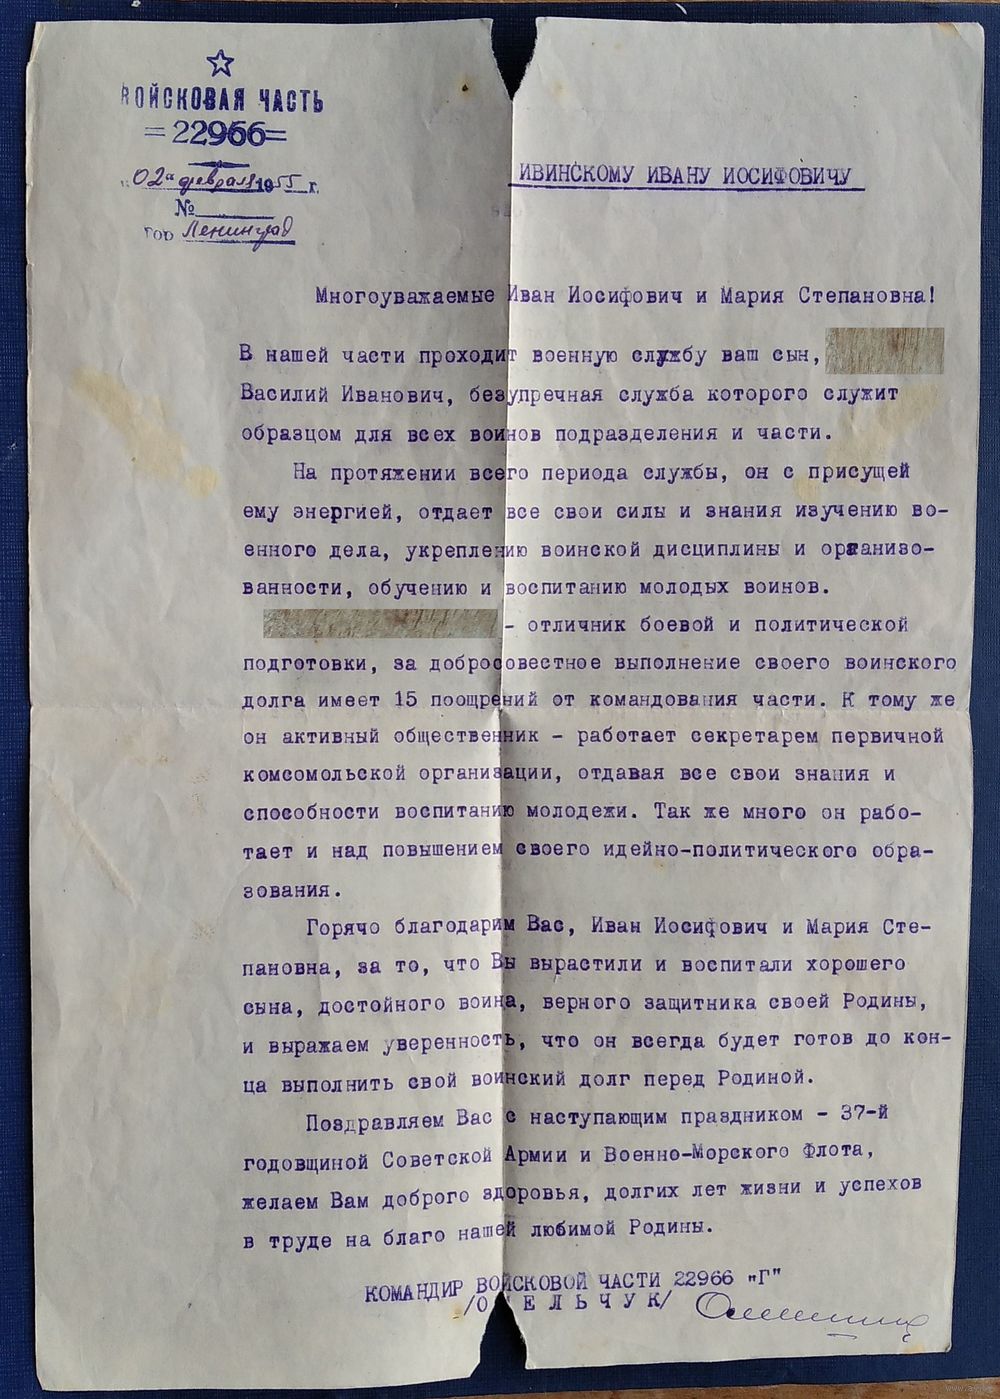 ВОЙСКОВАЯ ЧАСТЬ
=22966=
"02" февраля 1955 г.
№
гор Ленинград
ИВИНСКОМУ ИВАНУ ИОСИФОВИЧУ
Многоуважаемые Иван Иосифович и Мария Степановна!
В нашей части проходит военную службу ваш сын,
Василий Иванович, безупречная служба которого служит
образцом для всех воинов подразделения и части.
На протяжении всего периода службы, он с присущей
ему энергией, отдает все свои силы и знания изучению во-
енного дела, укреплению воинской дисциплины и организо-
ванности, обучению и воспитанию молодых воинов.
- отличник боевой и политической
подготовки, за добросовестное выполнение своего воинского
долга имеет 15 поощрений от командования части. К тому же
он активный общественник - работает секретарем первичной
комсомольской организации, отдавая все свои знания и
способности воспитанию молодежи. Так же много он рабо-
тает и над повышением своего идейно-политического обра-
зования.
Горячо благодарим Вас, Иван Иосифович и Мария Сте-
пановна, за то, что Вы вырастили и воспитали хорошего
сына, достойного воина, верного защитника своей Родины,
и выражаем уверенность, что он всегда будет готов до кон-
ца выполнить свой воинский долг перед Родиной.
Поздравляем Вас с наступающим праздником - 37-й
годовщиной Советской Армии и Военно-Морского Флота,
желаем Вам доброго здоровья, долгих лет жизни и успехов
в труде на благо нашей любимой Родины.
КОМАНДИР ВОЙСКОВОЙ ЧАСТИ 22966 "Г"